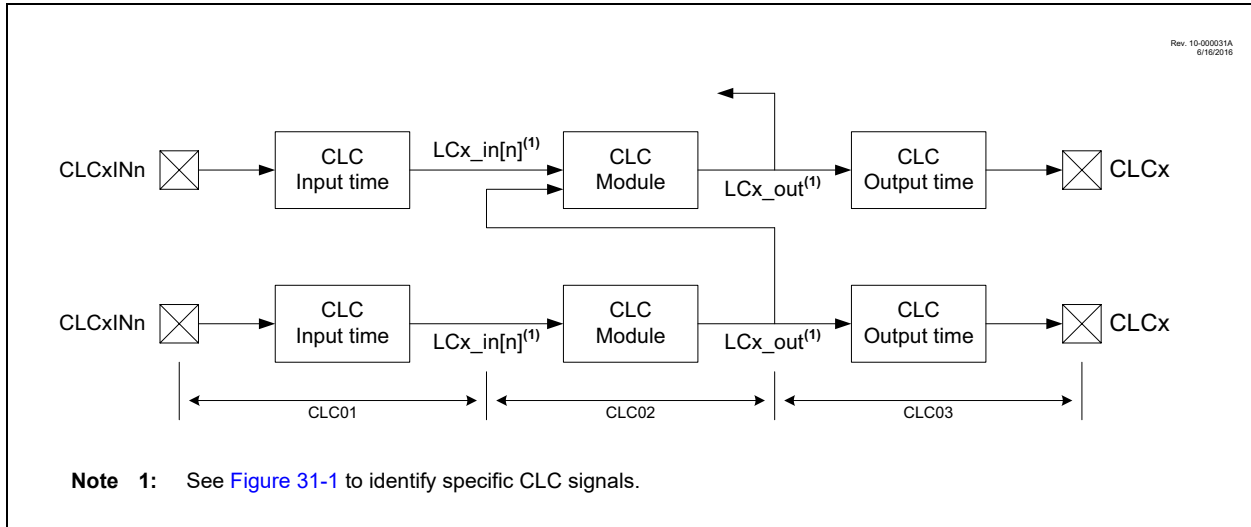 Rev. 10-000031A
6/16/2016
CLCxINn
CLC
Input time
LCx_in[n](1)
CLC
Module
LCx_out(1)
CLC
Output time
CLCx
CLCxINn
CLC
Input time
LCx_in[n](1)
CLC
Module
LCx_out(1)
CLC
Output time
CLCx
CLC01
CLC02
CLC03
Note 1: See Figure 31-1 to identify specific CLC signals.